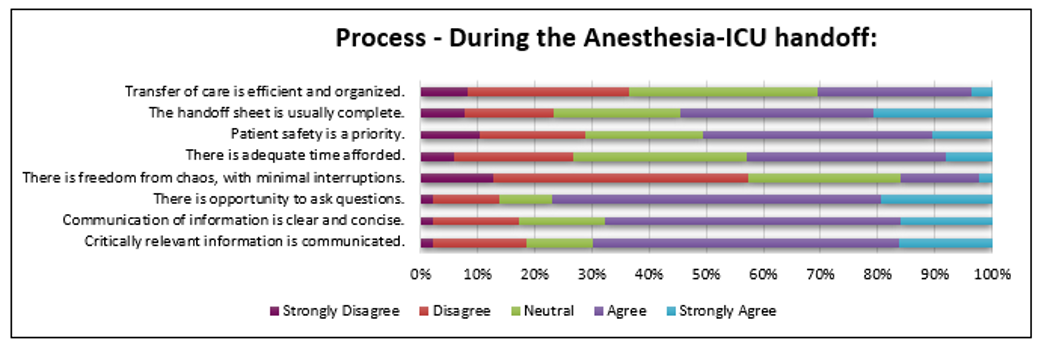 Process - During the Anesthesia-ICU handoff:
Transfer of care is efficient and organized.
The handoff sheet is usually complete.
Patient safety is a priority.
There is adequate time afforded.
There is freedom from chaos, with minimal interruptions.
There is opportunity to ask questions.
Communication of information is clear and concise.
Critically relevant information is communicated.
0% 10% 20% 30% 40% 50% 60% 70% 80% 90% 100%
Strongly Disagree Disagree Neutral Agree Strongly Agree